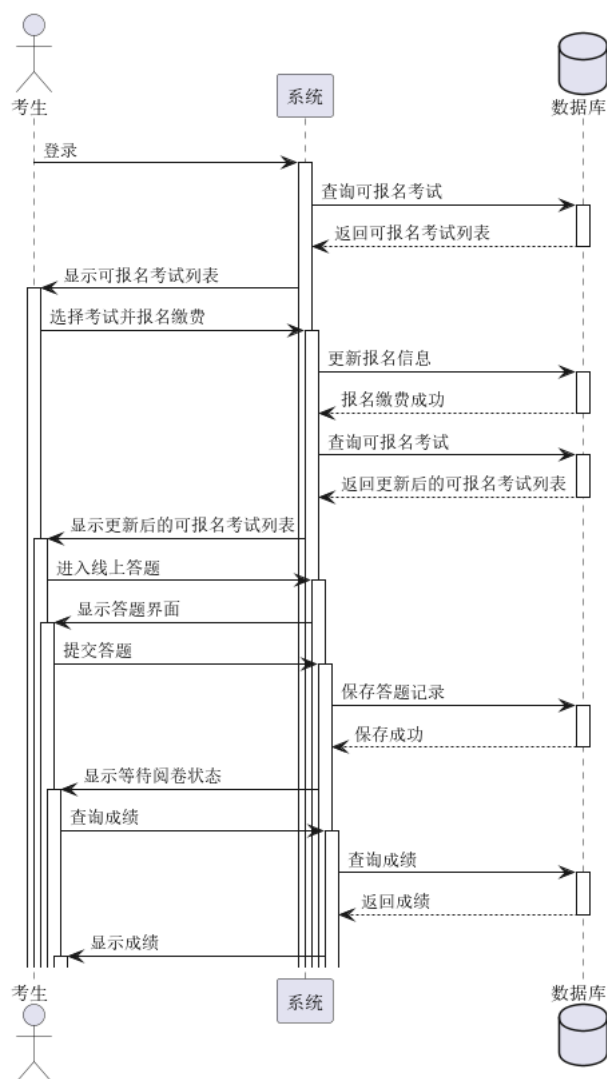 考生
系统
数据库
登录
查询可报名考试
返回可报名考试列表
显示可报名考试列表
选择考试并报名缴费
更新报名信息
报名缴费成功
查询可报名考试
返回更新后的可报名考试列表
显示更新后的可报名考试列表
进入线上答题
显示答题界面
提交答题
保存答题记录
保存成功
显示等待阅卷状态
查询成绩
查询成绩
返回成绩
显示成绩
考生
系统
数据库